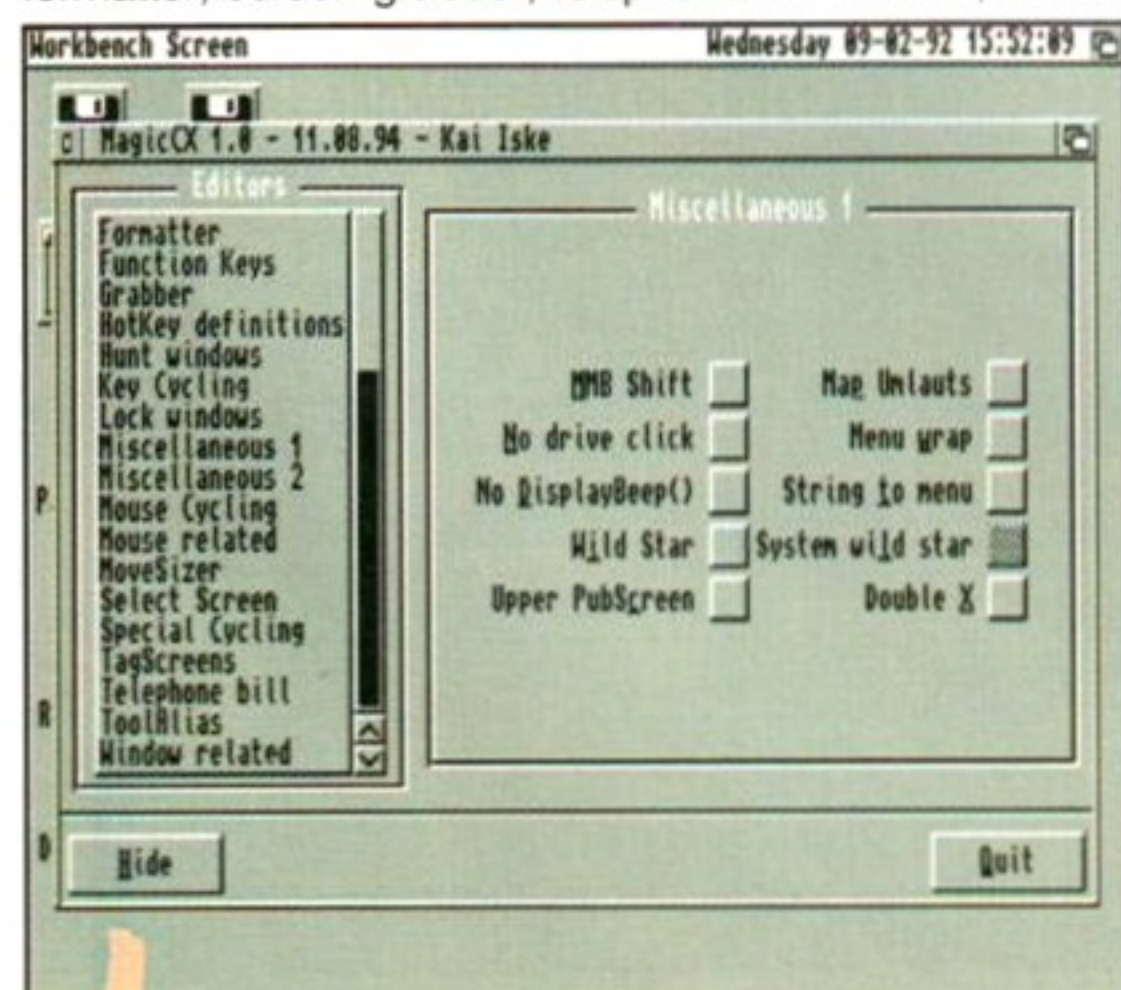 Workbench Screen Wednesday 09-02-92 15:52:09
MagicCX 1.0 - 11.08.94 - Kai Iske
Editors
Formatter
Function Keys
Grabber
HotKey definitions
Hunt windows
Key Cycling
Lock windows
Miscellaneous 1
Miscellaneous 2
Mouse Cycling
Mouse related
MoveSizer
Select Screen
Special Cycling
TagScreens
Telephone bill
ToolAlias
Window related
Miscellaneous 1
MMB Shift Map Umlauts
No drive click Menu wrap
No DisplayBeep() String to menu
Wild Star System wild star
Upper PubScreen Double X
P
R
D
Hide Quit